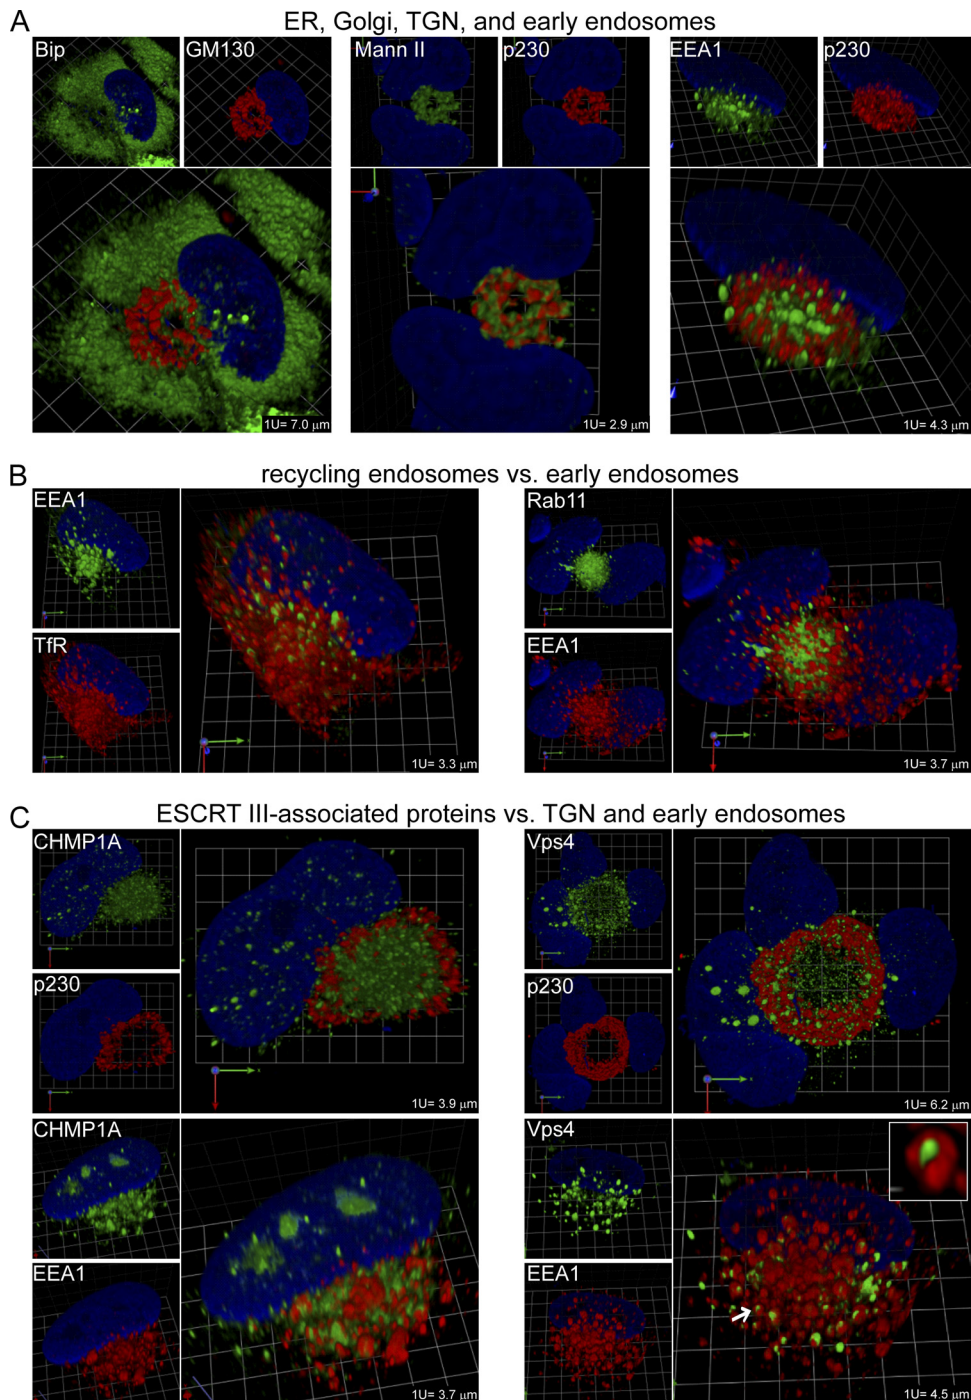 A
ER, Golgi, TGN, and early endosomes
Bip
GM130
Mann II
p230
EEA1
p230
1U= 7.0 μm
1U= 2.9 μm
1U= 4.3 μm
B
recycling endosomes vs. early endosomes
EEA1
TfR
1U= 3.3 μm
Rab11
EEA1
1U= 3.7 μm
C
ESCRT III-associated proteins vs. TGN and early endosomes
CHMP1A
p230
1U= 3.9 μm
Vps4
p230
1U= 6.2 μm
CHMP1A
EEA1
1U= 3.7 μm
Vps4
EEA1
1U= 4.5 μm